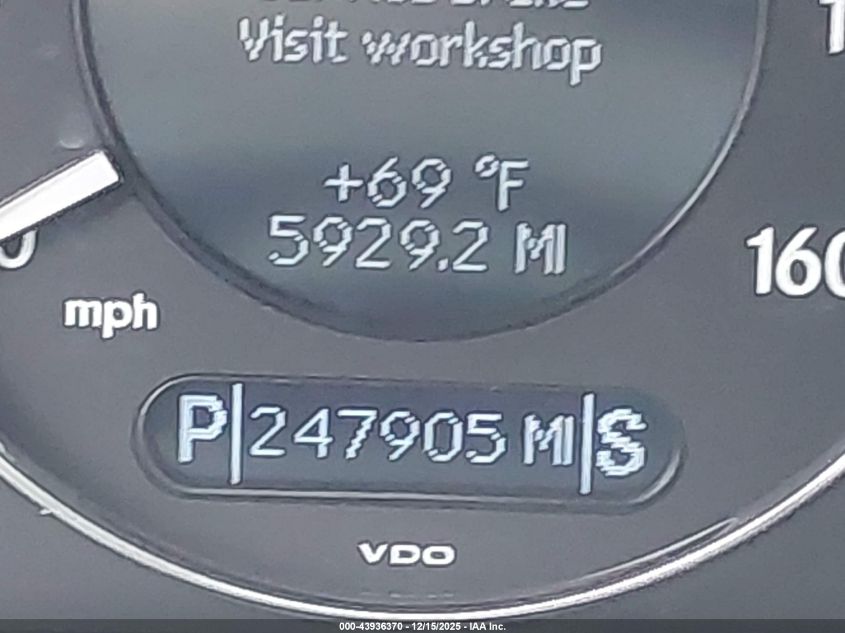 Visit workshop
+69 °F
5929.2 MI
160
mph
P|247905 MI|S
VDO
000-43936370 - 12/15/2025 - IAA Inc.